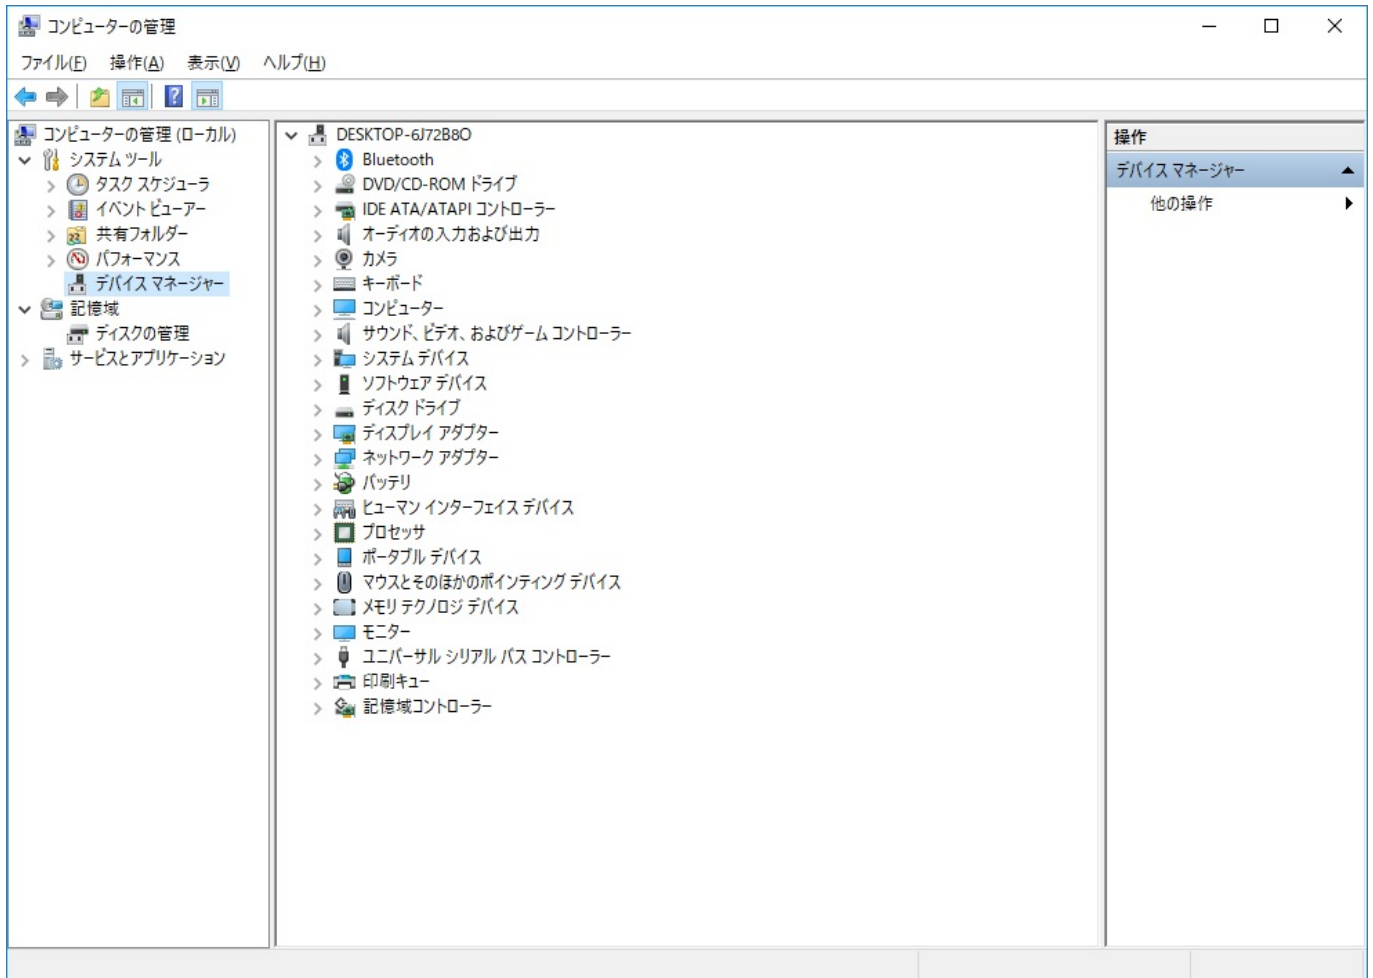 コンピューターの管理
ファイル(F) 操作(A) 表示(V) ヘルプ(H)
コンピューターの管理 (ローカル)
システム ツール
タスク スケジューラ
イベント ビューアー
共有フォルダー
パフォーマンス
デバイス マネージャー
記憶域
ディスクの管理
サービスとアプリケーション
DESKTOP-6J72B8O
Bluetooth
DVD/CD-ROM ドライブ
IDE ATA/ATAPI コントローラー
オーディオの入力および出力
カメラ
キーボード
コンピューター
サウンド、ビデオ、およびゲーム コントローラー
システム デバイス
ソフトウェア デバイス
ディスク ドライブ
ディスプレイ アダプター
ネットワーク アダプター
バッテリ
ヒューマン インターフェイス デバイス
プロセッサ
ポータブル デバイス
マウスとそのほかのポインティング デバイス
メモリ テクノロジ デバイス
モニター
ユニバーサル シリアル バス コントローラー
印刷キュー
記憶域コントローラー
操作
デバイス マネージャー
他の操作